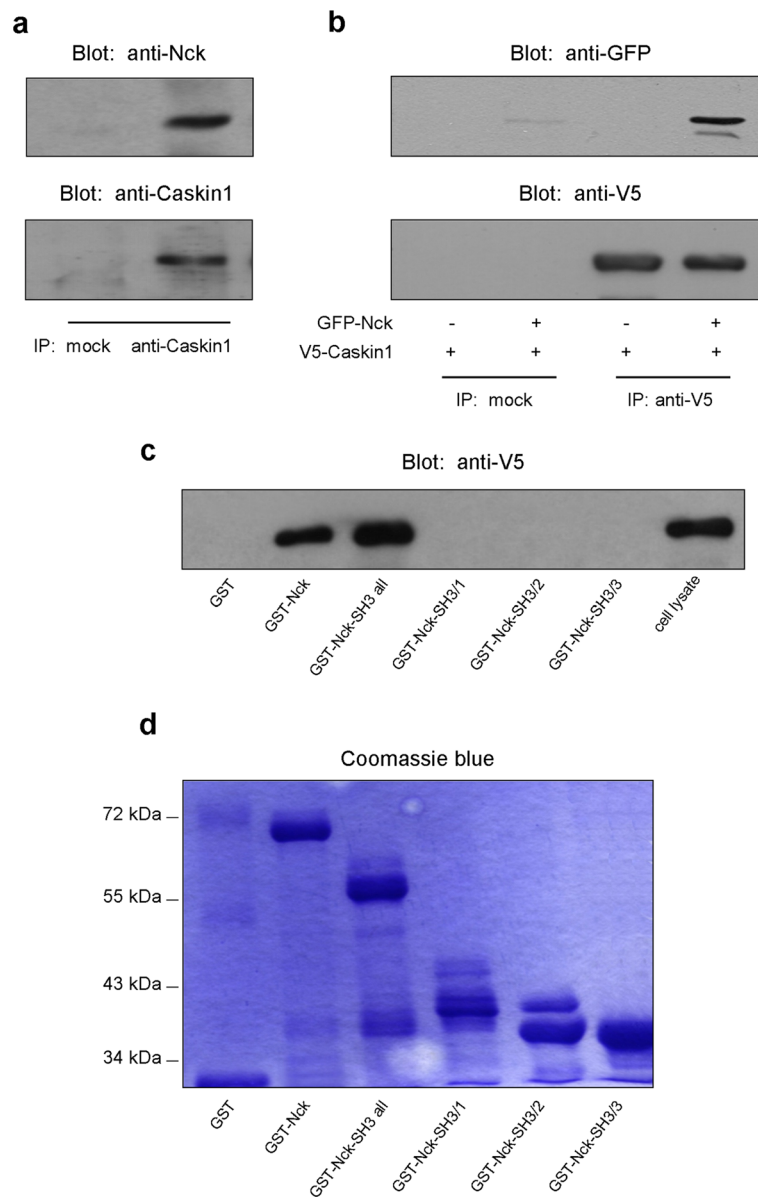 a
Blot: anti-Nck
Blot: anti-Caskin1
IP: mock anti-Caskin1
b
Blot: anti-GFP
Blot: anti-V5
GFP-Nck - + - +
V5-Caskin1 + + + +
IP: mock IP: anti-V5
c
Blot: anti-V5
GST
GST-Nck
GST-Nck-SH3 all
GST-Nck-SH3/1
GST-Nck-SH3/2
GST-Nck-SH3/3
cell lysate
d
Coomassie blue
72 kDa
55 kDa
43 kDa
34 kDa
GST
GST-Nck
GST-Nck-SH3 all
GST-Nck-SH3/1
GST-Nck-SH3/2
GST-Nck-SH3/3